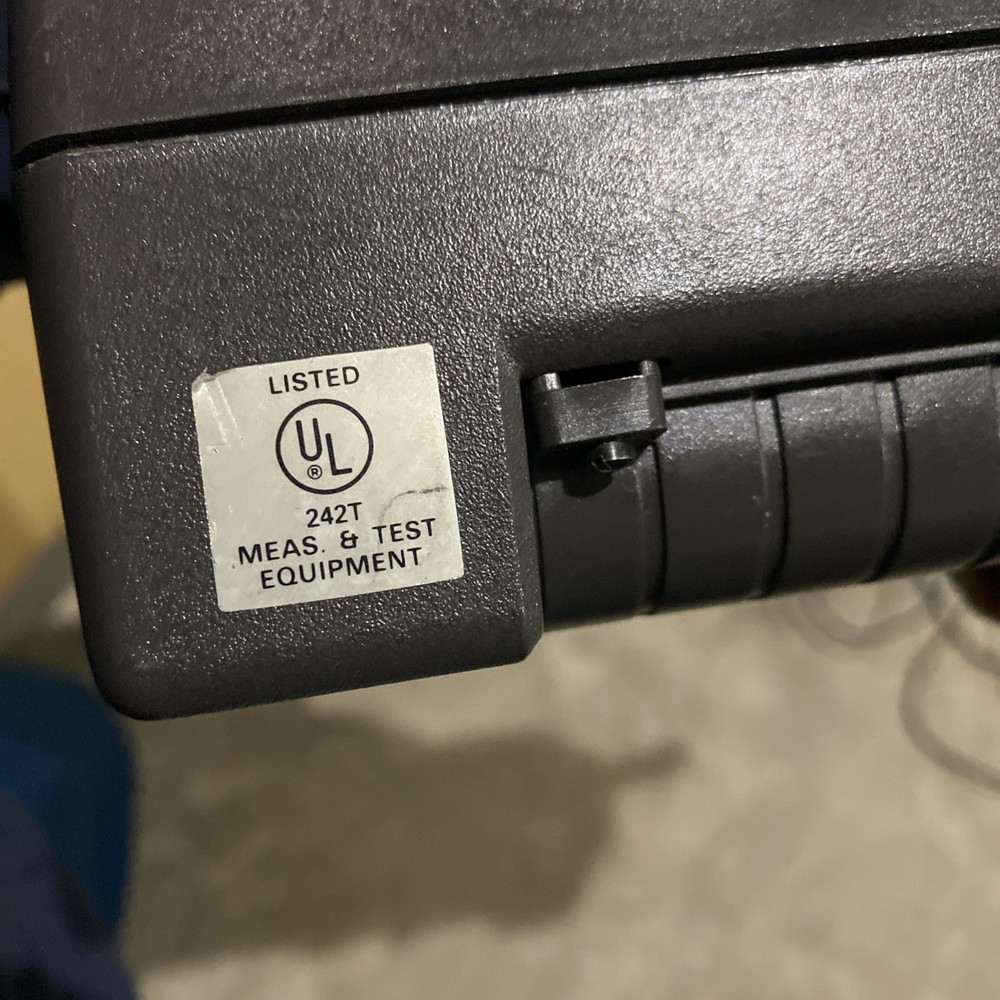 LISTED
UL
®
242T
MEAS. & TEST
EQUIPMENT